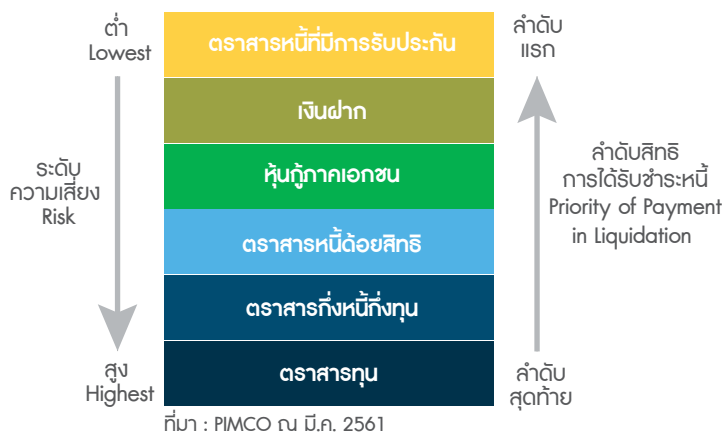 ต่ำ
Lowest
ระดับ
ความเสี่ยง
Risk
สูง
Highest
ตราสารหนี้ที่มีการรับประกัน
เงินฝาก
หุ้นกู้ภาคเอกชน
ตราสารหนี้ด้อยสิทธิ
ตราสารกึ่งหนี้กึ่งทุน
ตราสารทุน
ลำดับ
แรก
ลำดับสิทธิ
การได้รับชำระหนี้
Priority of Payment
in Liquidation
ลำดับ
สุดท้าย
ที่มา : PIMCO ณ มี.ค. 2561